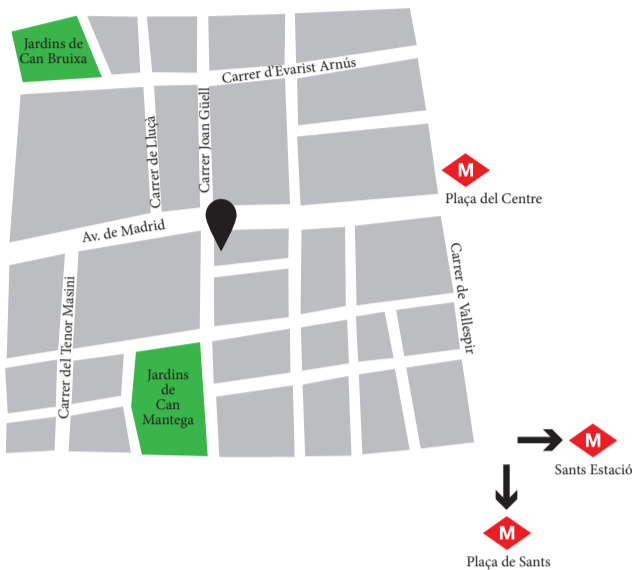 Jardins de
Can Bruixa
Carrer d'Evarist Arnús
Carrer de Lluçà
Carrer Joan Güell
M
Plaça del Centre
Av. de Madrid
Carrer de Vallespir
Carrer del Tenor Masini
Jardins
de
Can
Mantega
M
Sants Estació
M
Plaça de Sants